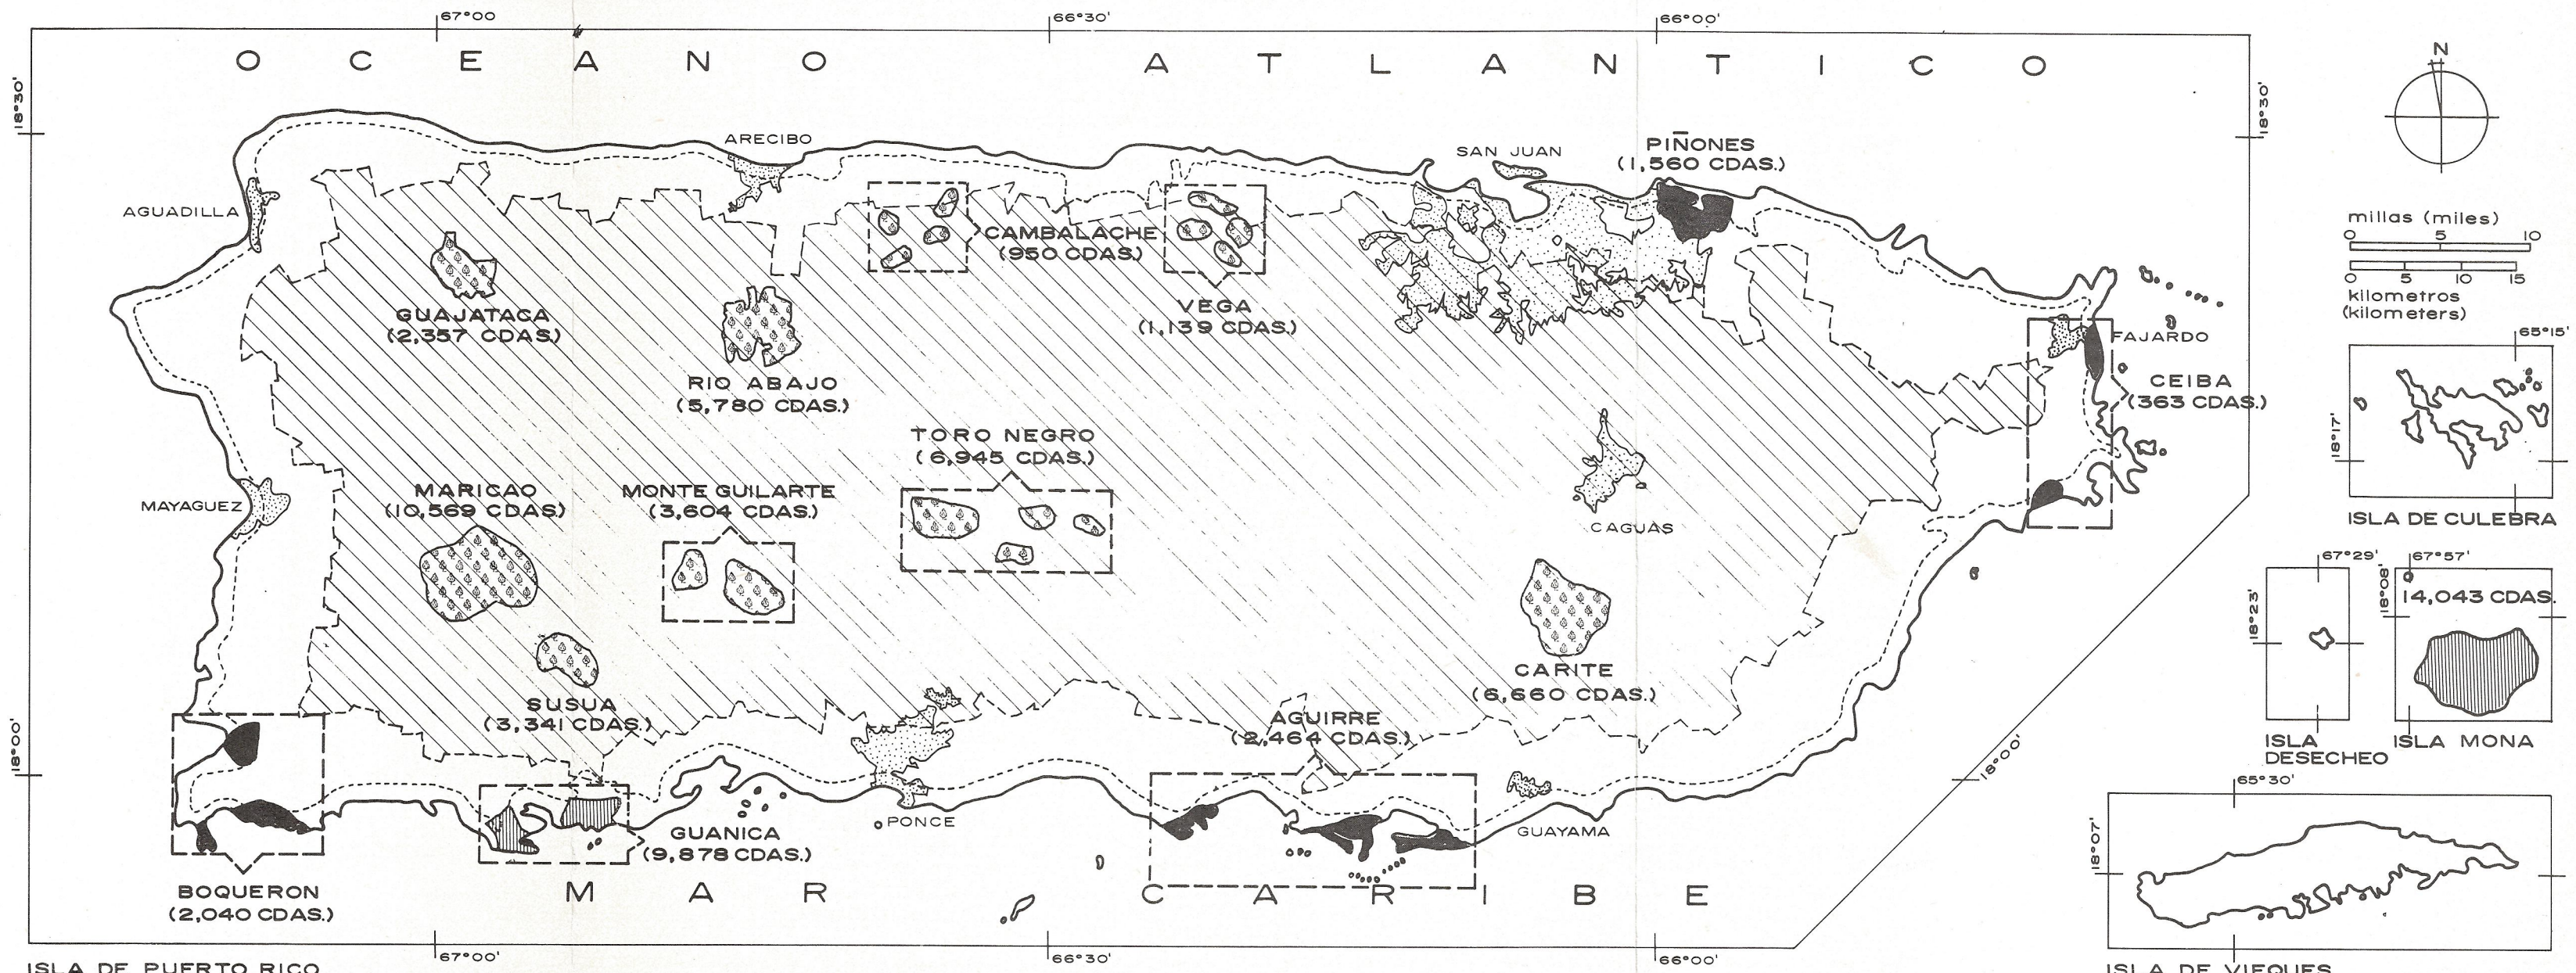 67°00
66°30'
66°00'
OCEANO ATLANTICO
N
18°30'
18°30'
ARECIBO
SAN JUAN
PIÑONES
(1,560 CDAS.)
AGUADILLA
CAMBALACHE
(950 CDAS.)
millas (miles)
0 5 10
0 5 10 15
kilometros
(kilometers)
GUAJATACA
(2,357 CDAS.)
VEGA
(1,139 CDAS.)
FAJARDO
65°15'
RIO ABAJO
(5,780 CDAS.)
CEIBA
(363 CDAS.)
18°17'
TORO NEGRO
(6,945 CDAS.)
MAYAGUEZ
MARICAO
(10,569 CDAS.)
MONTE GUILARTE
(3,604 CDAS.)
CAGUAS
ISLA DE CULEBRA
67°29'
67°57'
18°23'
18°08'
14,043 CDAS.
CARITE
(6,660 CDAS.)
SUSUA
(3,341 CDAS.)
AGUIRRE
(2,464 CDAS.)
ISLA
DESECHEO
ISLA MONA
18°00'
18°00'
65°30'
PONCE
GUAYAMA
GUANICA
(9,878 CDAS.)
18°07'
BOQUERON
(2,040 CDAS.)
MAR CARIBE
67°00'
66°30'
66°00'
ISLA DE PUERTO RICO
ISLA DE VIEQUES